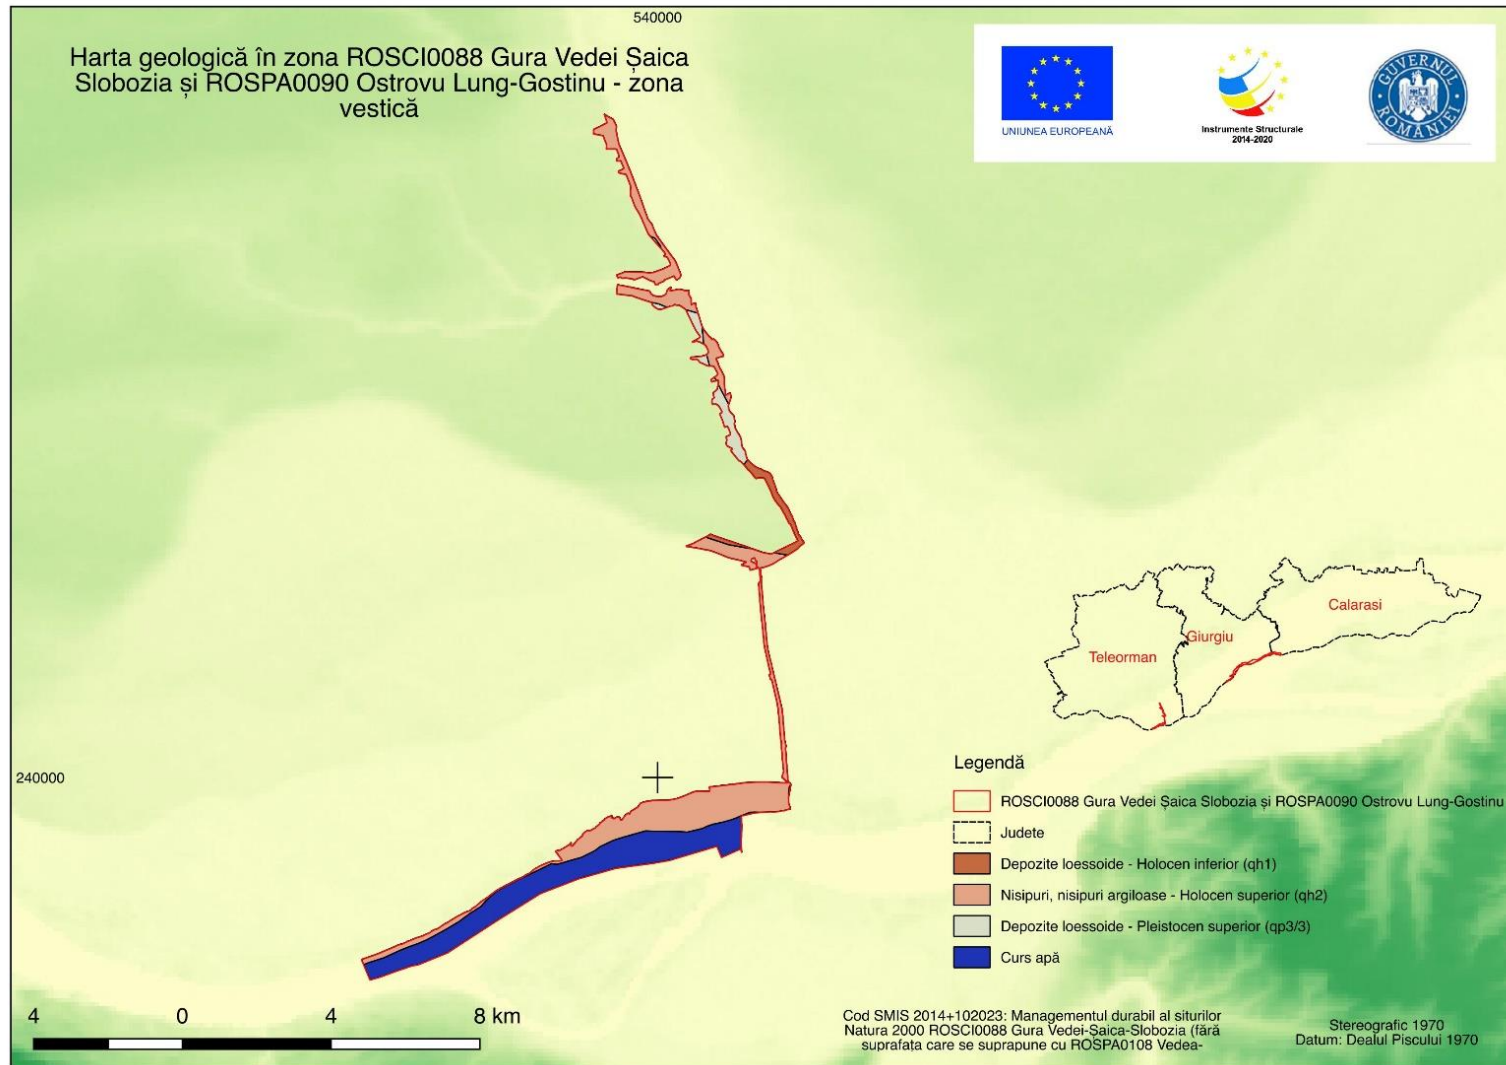 540000
Harta geologică în zona ROSCI0088 Gura Vedei Șaica
Slobozia și ROSPA0090 Ostrovu Lung-Gostinu - zona
vestică
UNIUNEA EUROPEANĂ
Instrumente Structurale
2014-2020
GUVERNUL
ROMÂNIEI
Calarasi
Giurgiu
Teleorman
240000
Legendă
ROSCI0088 Gura Vedei Șaica Slobozia și ROSPA0090 Ostrovu Lung-Gostinu
Judete
Depozite loessoide - Holocen inferior (qh1)
Nisipuri, nisipuri argiloase - Holocen superior (qh2)
Depozite loessoide - Pleistocen superior (qp3/3)
Curs apă
4 0 4 8 km
Cod SMIS 2014+102023: Managementul durabil al siturilor
Natura 2000 ROSCI0088 Gura Vedei-Șaica-Slobozia (fără
suprafața care se suprapune cu ROSPA0108 Vedea-
Stereografic 1970
Datum: Dealul Piscului 1970